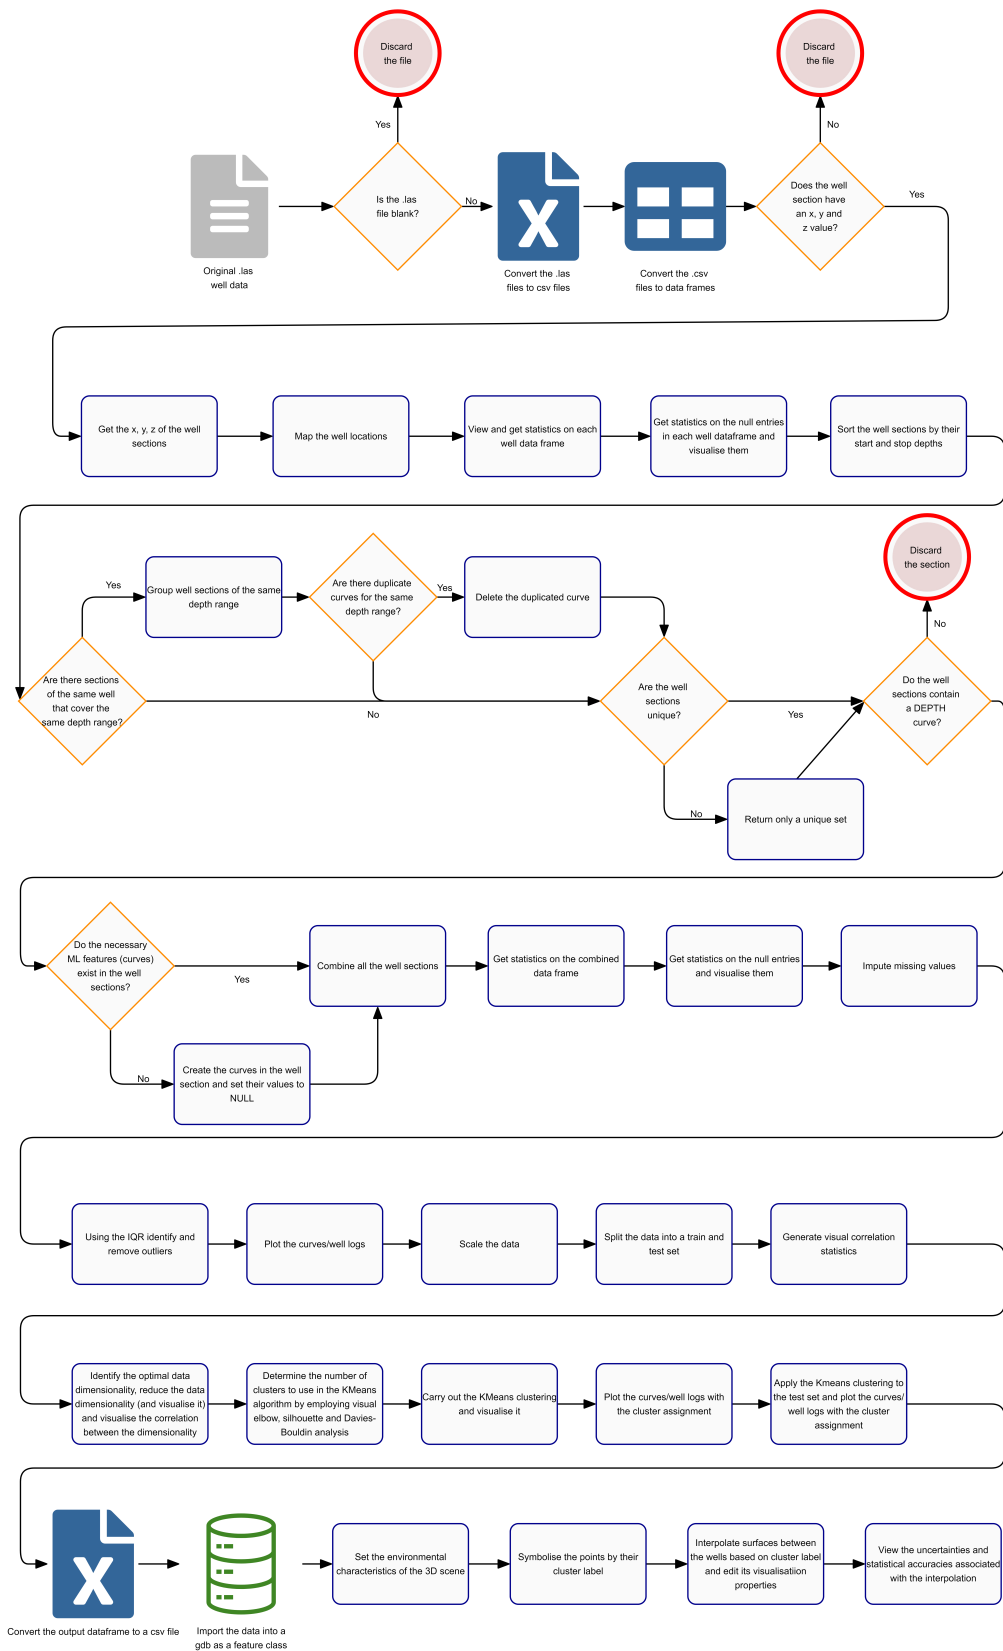 Discard
the file
Discard
the file
Yes
No
Is the .las
file blank?
No
Does the well
section have
an x, y and
z value?
Yes
Original .las
well data
Convert the .las
files to csv files
Convert the .csv
files to data frames
Get the x, y, z of the well
sections
Map the well locations
View and get statistics on each
well data frame
Get statistics on the null entries
in each well dataframe and
visualise them
Sort the well sections by their
start and stop depths
Discard
the section
Yes
Group well sections of the same
depth range
Are there duplicate
curves for the same
depth range?
Yes
Delete the duplicated curve
No
Are there sections
of the same well
that cover the
same depth range?
No
Are the well
sections
unique?
Yes
Do the well
sections contain
a DEPTH
curve?
No
Return only a unique set
Do the necessary
ML features (curves)
exist in the well
sections?
Yes
Combine all the well sections
Get statistics on the combined
data frame
Get statistics on the null entries
and visualise them
Impute missing values
No
Create the curves in the well
section and set their values to
NULL
Using the IQR identify and
remove outliers
Plot the curves/well logs
Scale the data
Split the data into a train and
test set
Generate visual correlation
statistics
Identify the optimal data
dimensionality, reduce the data
dimensionality (and visualise it)
and visualise the correlation
between the dimensionality
Determine the number of
clusters to use in the KMeans
algorithm by employing visual
elbow, silhouette and Davies-
Bouldin analysis
Carry out the KMeans clustering
and visualise it
Plot the curves/well logs with
the cluster assignment
Apply the Kmeans clustering to
the test set and plot the curves/
well logs with the cluster
assignment
X
Convert the output dataframe to a csv file
Import the data into a
gdb as a feature class
Set the environmental
characteristics of the 3D scene
Symbolise the points by their
cluster label
Interpolate surfaces between
the wells based on cluster label
and edit its visualisatiion
properties
View the uncertainties and
statistical accuracies associated
with the interpolation